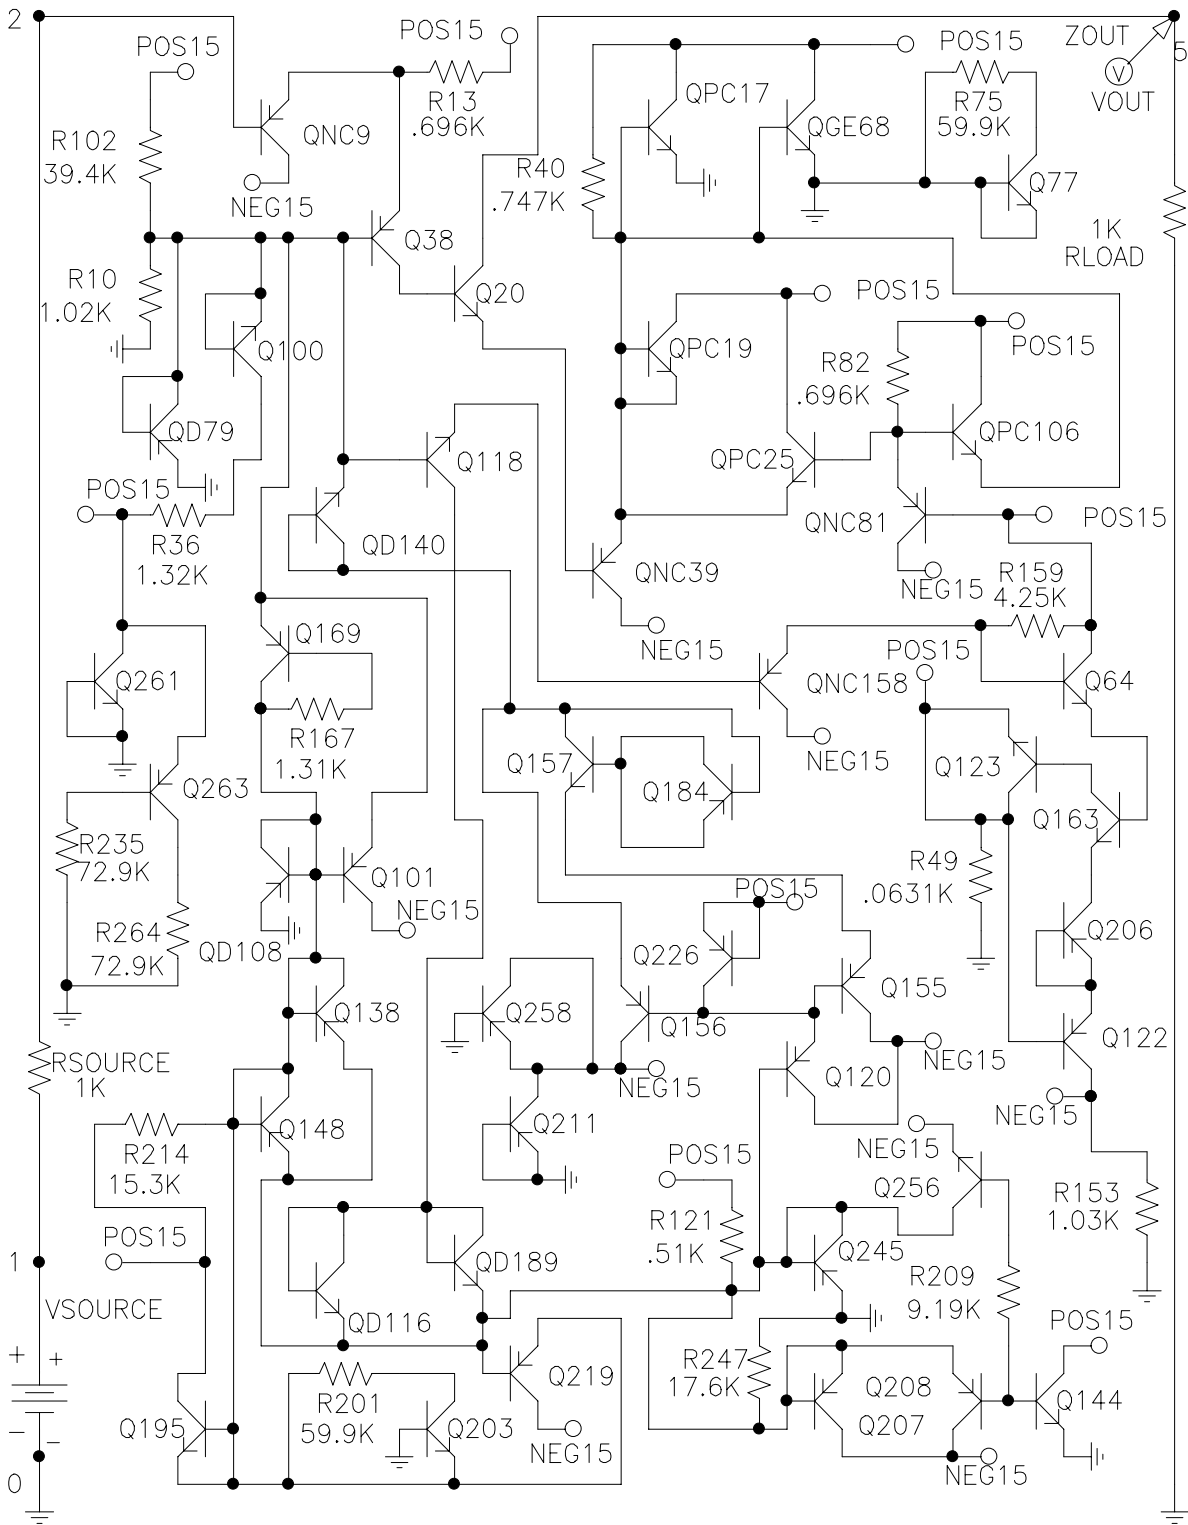 2
POS15
POS15
ZOUT
5
V
VOUT
POS15
R102
39.4K
QNC9
R13
.696K
QPC17
QGE68
R75
59.9K
NEG15
R40
.747K
Q77
Q38
1K
RLOAD
R10
1.02K
Q20
POS15
Q100
QPC19
POS15
R82
.696K
QD79
Q118
QPC25
QPC106
POS15
QNC81
POS15
R36
1.32K
QD140
QNC39
NEG15
R159
4.25K
Q169
NEG15
POS15
Q261
QNC158
Q64
R167
1.31K
Q157
NEG15
Q123
Q263
Q184
Q163
R235
72.9K
Q101
R49
.0631K
POS15
NEG15
R264
72.9K
QD108
Q226
Q206
Q138
Q258
Q156
Q155
Q122
RSOURCE
1K
NEG15
Q120
NEG15
NEG15
Q148
Q211
NEG15
R214
15.3K
POS15
Q256
R153
1.03K
POS15
R121
.51K
Q245
1
QD189
R209
9.19K
VSOURCE
QD116
POS15
+
+
R247
17.6K
Q219
Q208
Q144
R201
59.9K
Q195
Q203
Q207
−
−
NEG15
NEG15
0